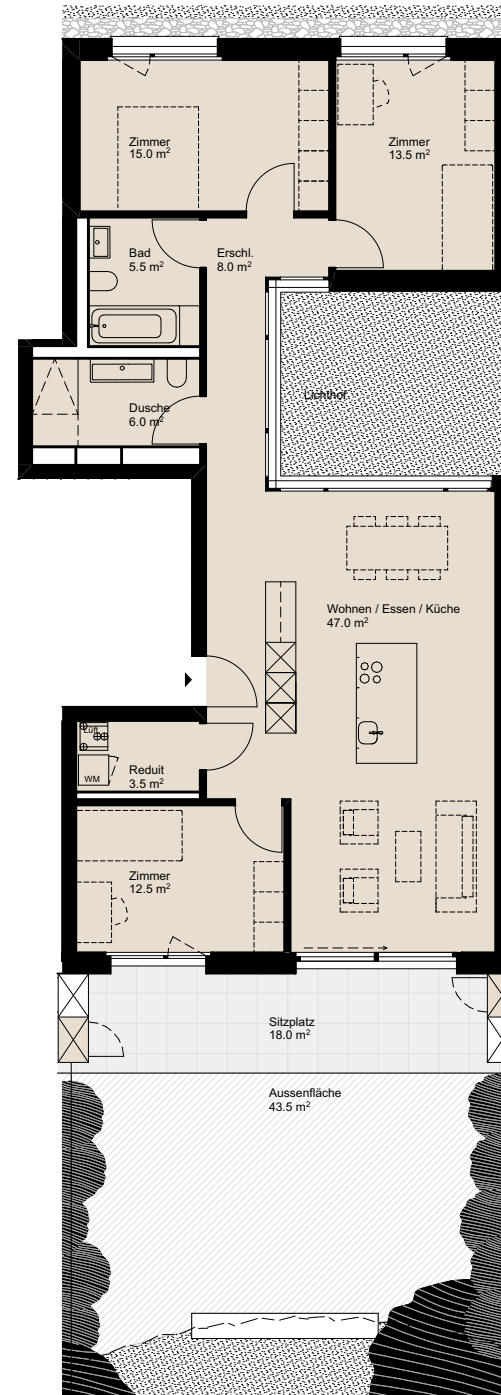 Zimmer
15.0 m²
Zimmer
13.5 m²
Bad
5.5 m²
Erschl.
8.0 m²
Lichthof
Dusche
6.0 m²
Wohnen / Essen / Küche
47.0 m²
Lüft.
WM
Reduit
3.5 m²
Zimmer
12.5 m²
Sitzplatz
18.0 m²
Aussenfläche
43.5 m²